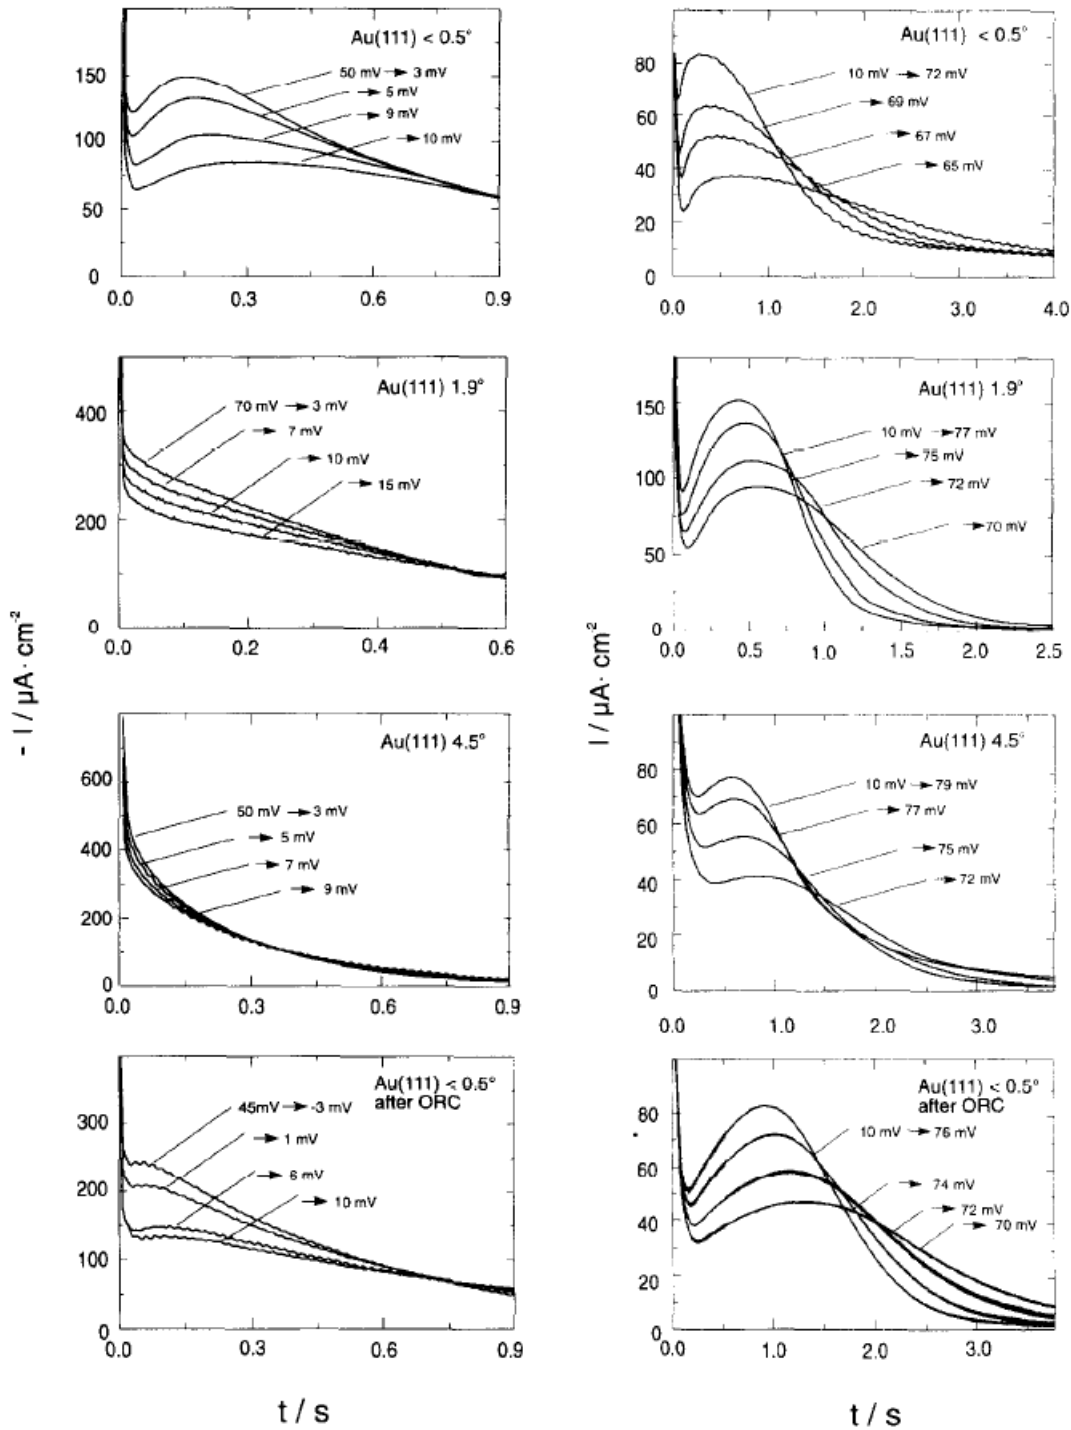 Au(111) < 0.5°
50 mV → 3 mV
→ 5 mV
→ 9 mV
→ 10 mV
150
100
50
0
0.0 0.3 0.6 0.9
Au(111) < 0.5°
10 mV → 72 mV
→ 69 mV
→ 67 mV
→ 65 mV
80
60
40
20
0
0.0 1.0 2.0 3.0 4.0
Au(111) 1.9°
70 mV → 3 mV
→ 7 mV
→ 10 mV
→ 15 mV
400
200
0
0.0 0.2 0.4 0.6
Au(111) 1.9°
10 mV → 77 mV
→ 75 mV
→ 72 mV
→ 70 mV
150
100
50
0
0.0 0.5 1.0 1.5 2.0 2.5
- I / µA· cm⁻²
I / µA· cm⁻²
Au(111) 4.5°
50 mV → 3 mV
→ 5 mV
→ 7 mV
→ 9 mV
600
400
200
0
0.0 0.3 0.6 0.9
Au(111) 4.5°
10 mV → 79 mV
→ 77 mV
→ 75 mV
→ 72 mV
80
60
40
20
0
0.0 1.0 2.0 3.0
Au(111) < 0.5°
after ORC
45mV → -3 mV
→ 1 mV
→ 6 mV
→ 10 mV
300
200
100
0
0.0 0.3 0.6 0.9
Au(111) < 0.5°
after ORC
10 mV → 76 mV
→ 74 mV
→ 72 mV
→ 70 mV
80
60
40
20
0
0.0 1.0 2.0 3.0
t / s
t / s